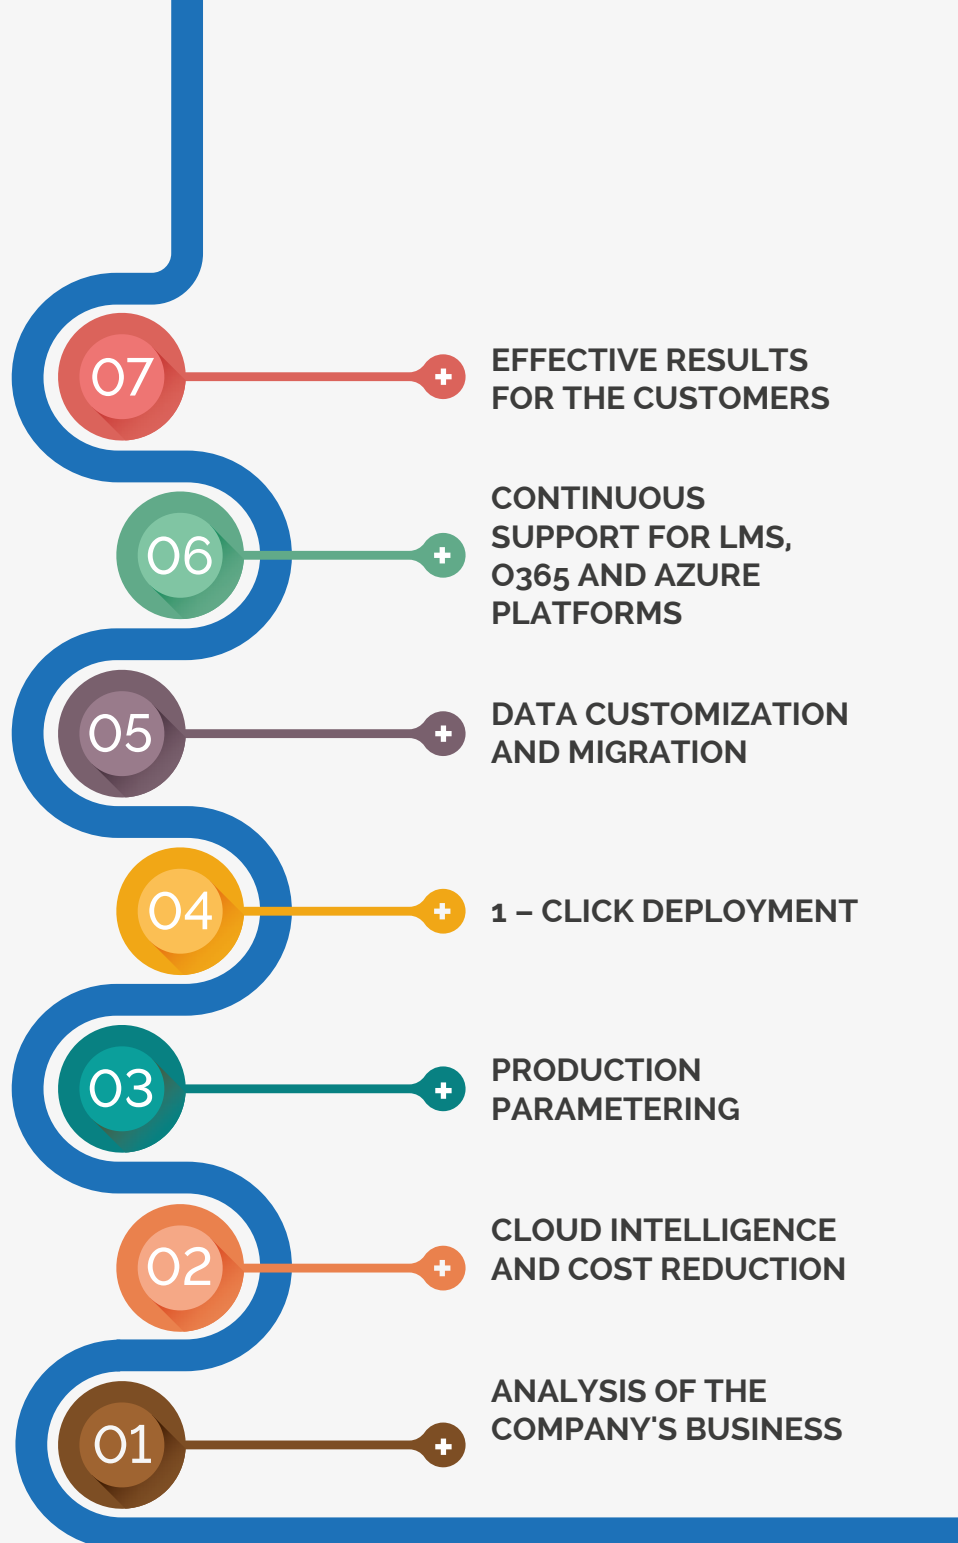 07
EFFECTIVE RESULTS
FOR THE CUSTOMERS
06
CONTINUOUS
SUPPORT FOR LMS,
O365 AND AZURE
PLATFORMS
05
DATA CUSTOMIZATION
AND MIGRATION
04
1 – CLICK DEPLOYMENT
03
PRODUCTION
PARAMETERING
02
CLOUD INTELLIGENCE
AND COST REDUCTION
01
ANALYSIS OF THE
COMPANY'S BUSINESS